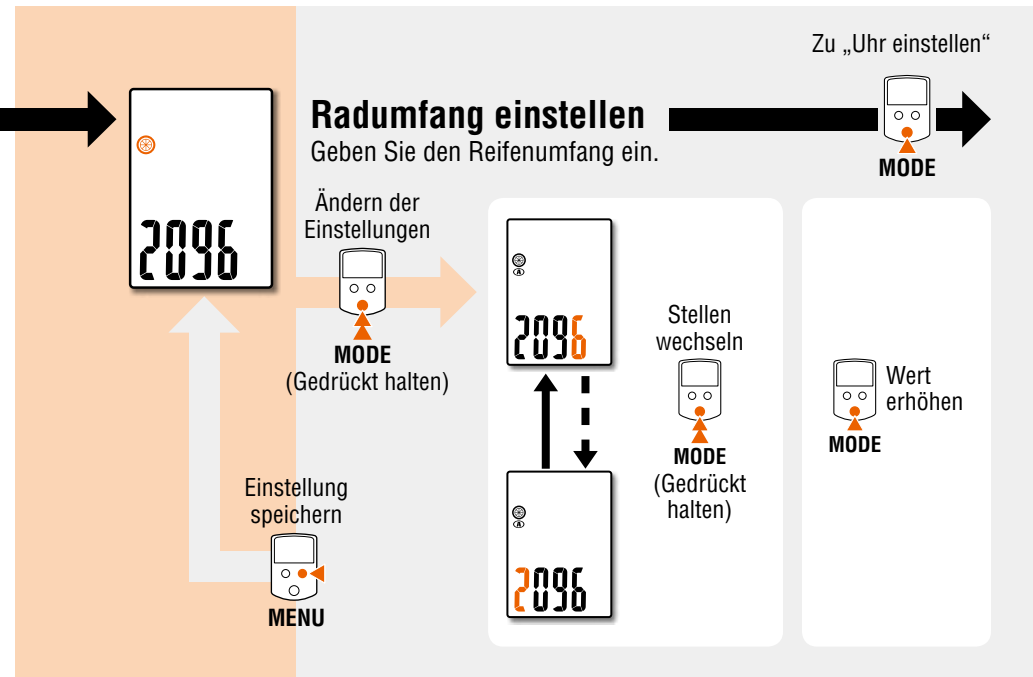 Zu „Uhr einstellen“
MODE
Radumfang einstellen
Geben Sie den Reifenumfang ein.
2096
Ändern der
Einstellungen
MODE
(Gedrückt halten)
2096
Stellen
wechseln
MODE
(Gedrückt
halten)
Wert
erhöhen
MODE
Einstellung
speichern
MENU
A
2096
A